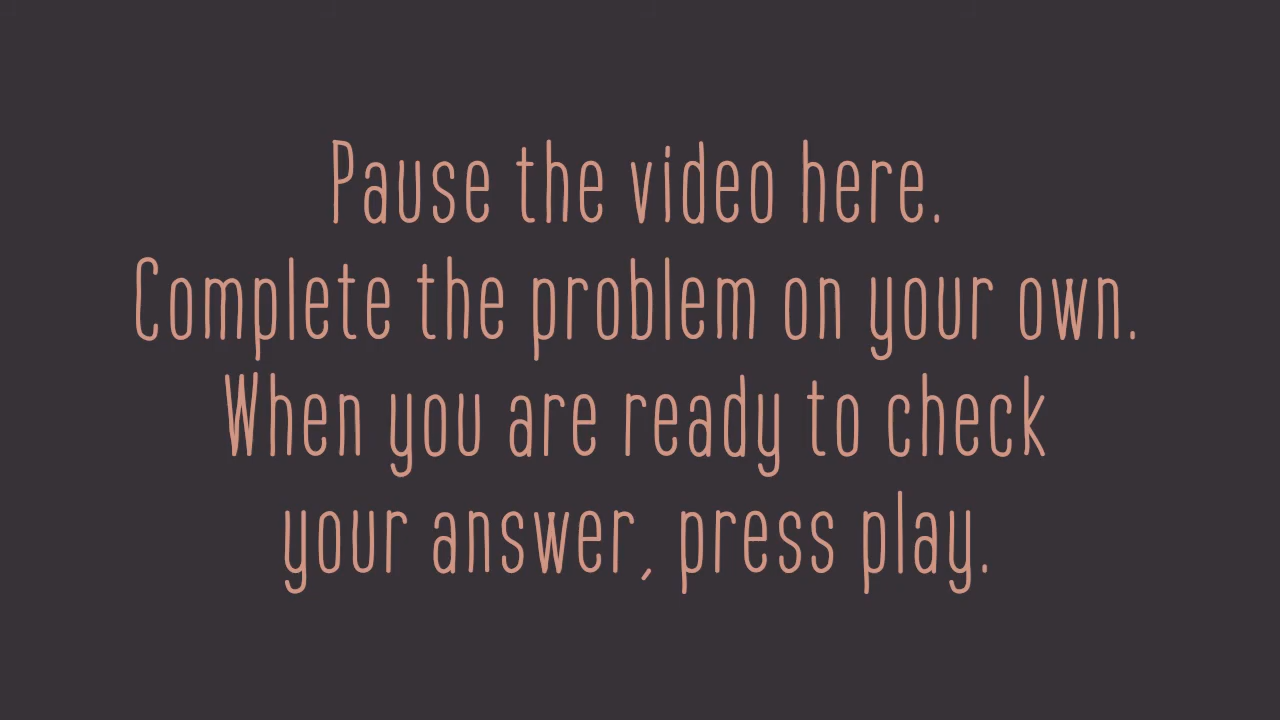 Pause the video here.
Complete the problem on your own.
When you are ready to check
your answer, press play.